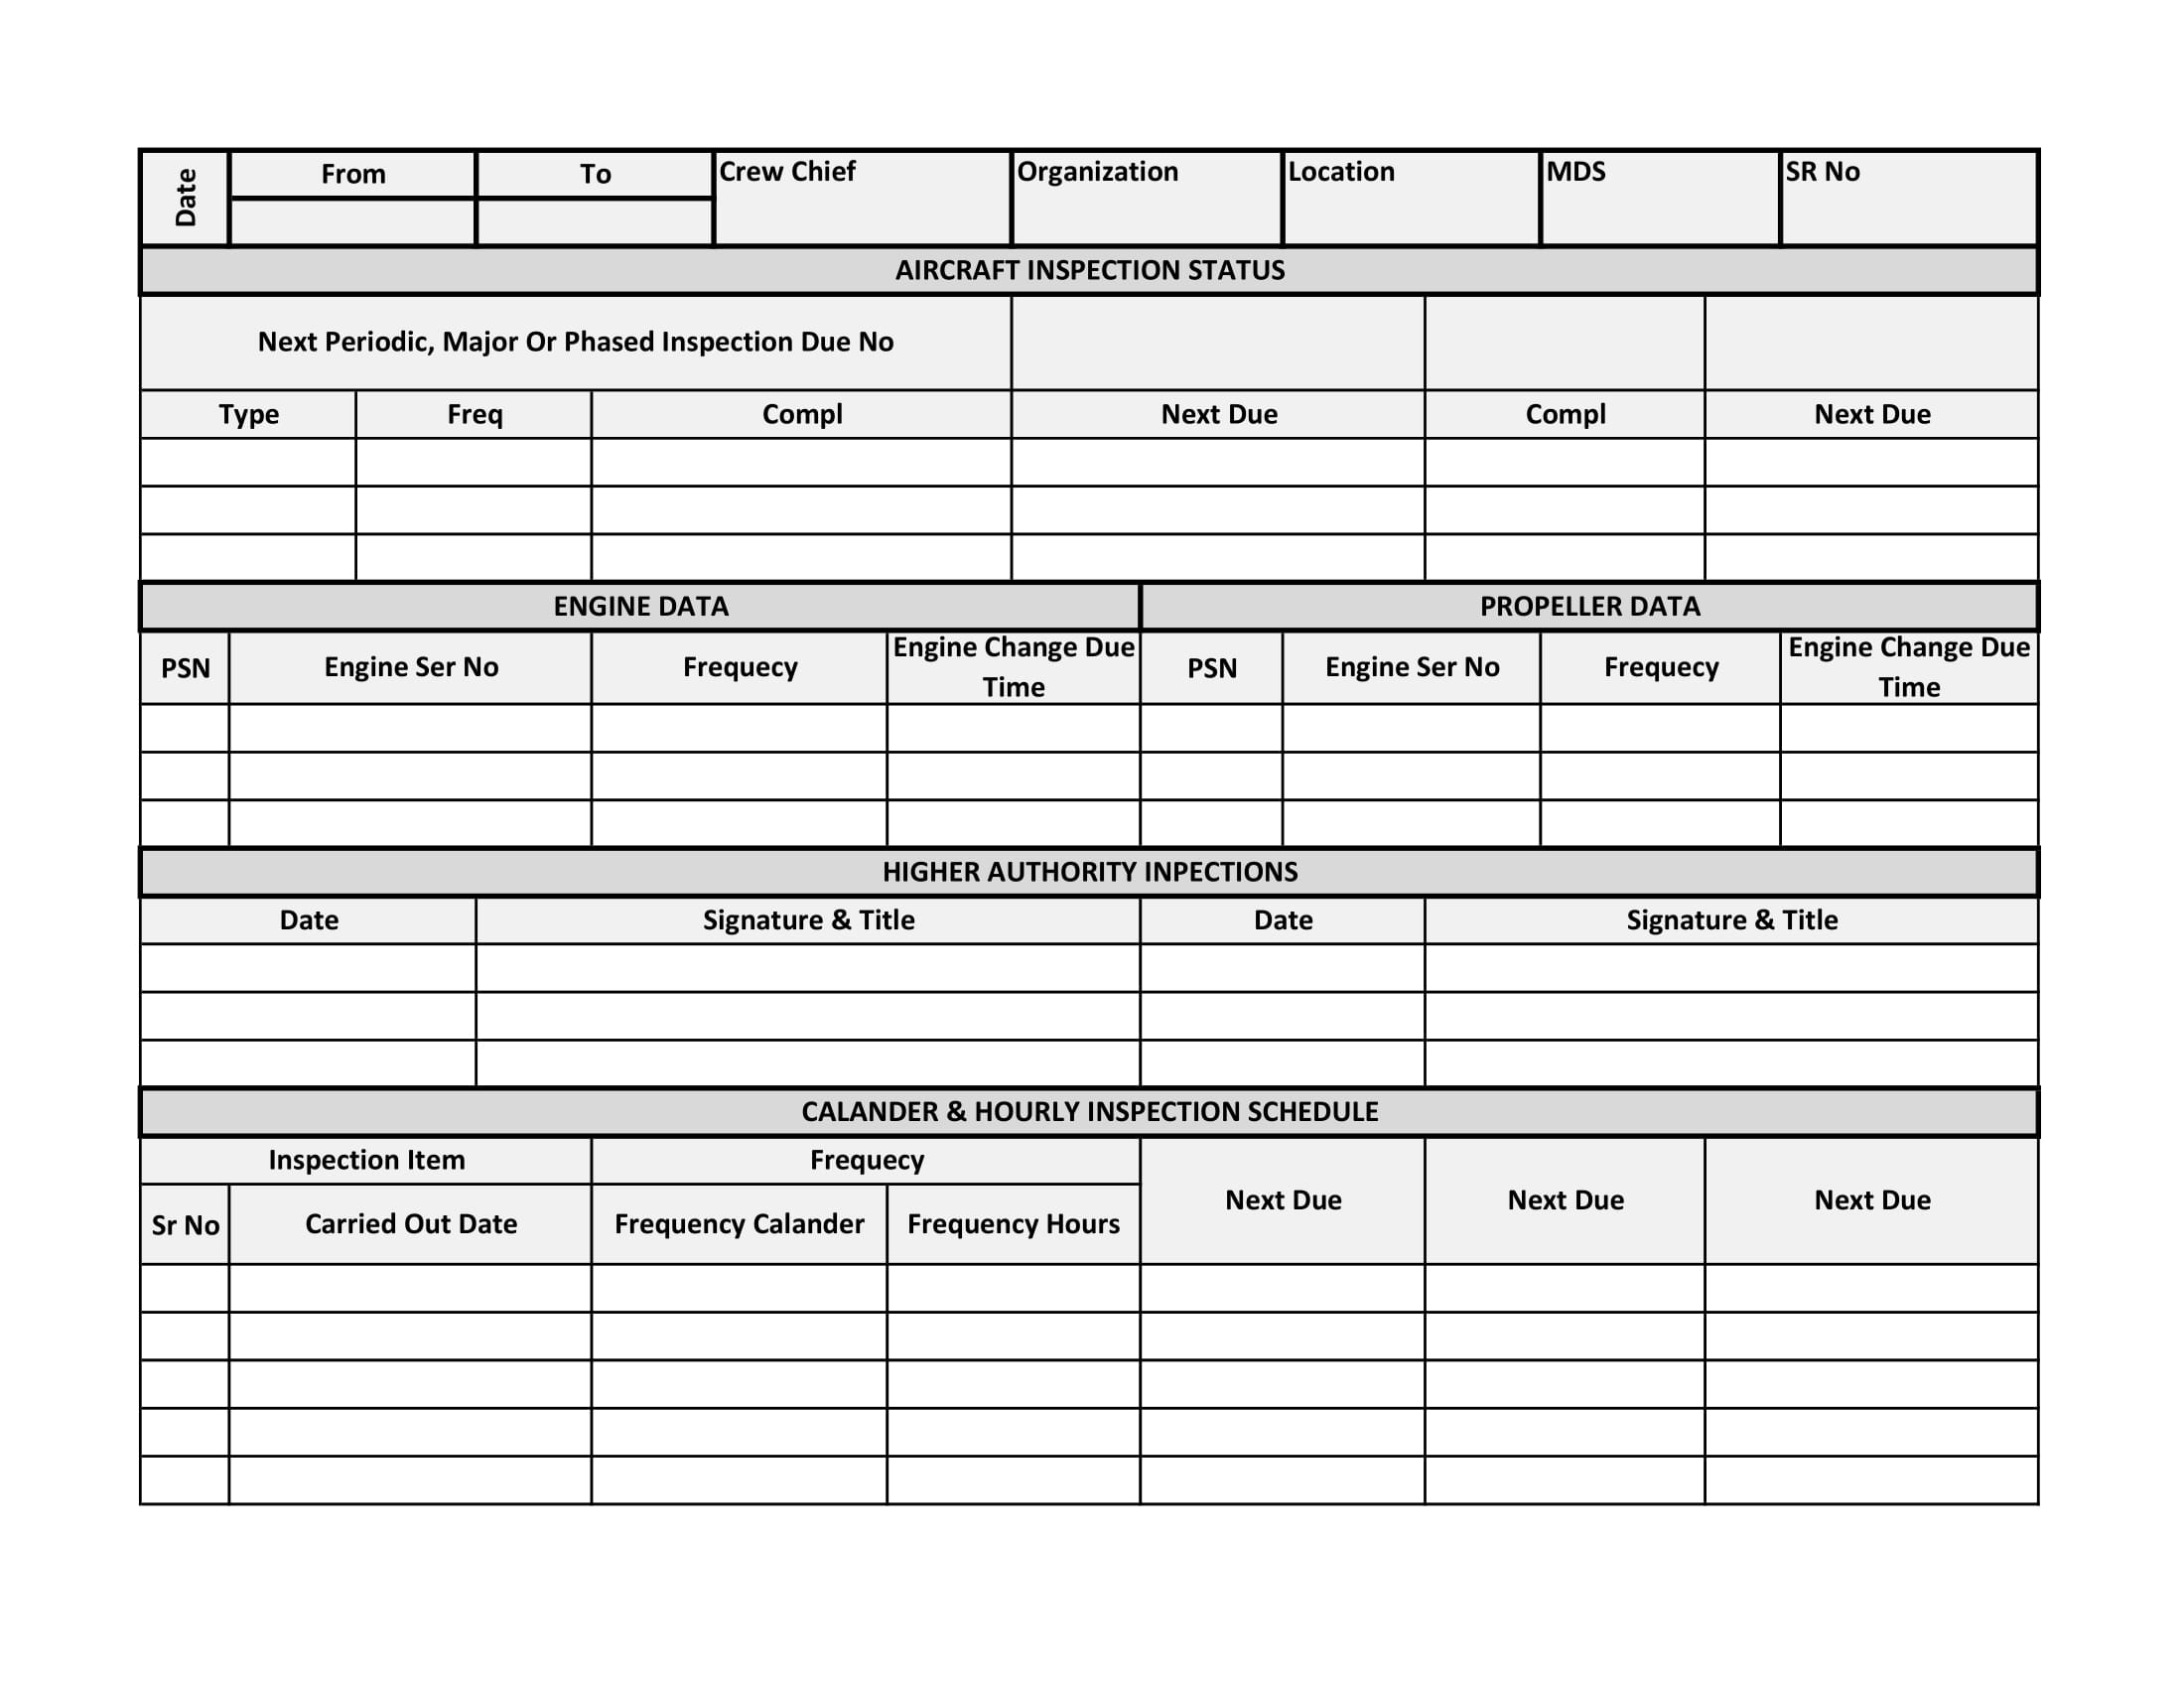 Date From To Crew Chief Organization Location MDS SR No
AIRCRAFT INSPECTION STATUS
Next Periodic, Major Or Phased Inspection Due No
Type Freq Compl Next Due Compl Next Due
ENGINE DATA PROPELLER DATA
PSN Engine Ser No Frequecy Engine Change Due Time PSN Engine Ser No Frequecy Engine Change Due Time
HIGHER AUTHORITY INPECTIONS
Date Signature & Title Date Signature & Title
CALANDER & HOURLY INSPECTION SCHEDULE
Inspection Item Frequecy Next Due Next Due Next Due
Sr No Carried Out Date Frequency Calander Frequency Hours